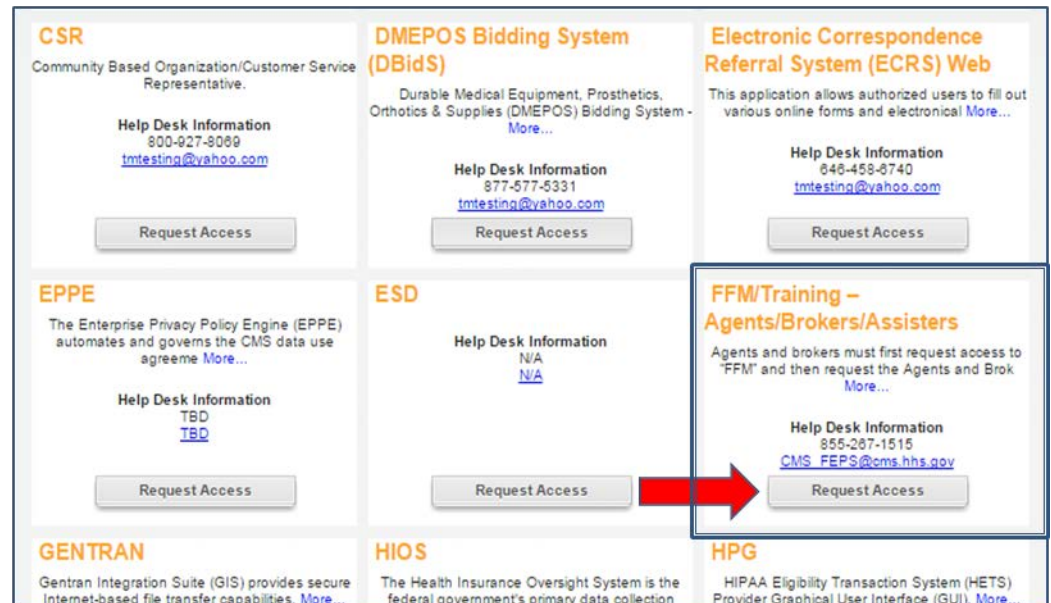 CSR
Community Based Organization/Customer Service
Representative.
Help Desk Information
800-927-8069
tmtesting@yahoo.com
Request Access
DMEPOS Bidding System
(DBidS)
Durable Medical Equipment, Prosthetics,
Orthotics & Supplies (DMEPOS) Bidding System -
More...
Help Desk Information
877-577-5331
tmtesting@yahoo.com
Request Access
Electronic Correspondence
Referral System (ECRS) Web
This application allows authorized users to fill out
various online forms and electronical More...
Help Desk Information
646-458-6740
tmtesting@yahoo.com
Request Access
EPPE
The Enterprise Privacy Policy Engine (EPPE)
automates and governs the CMS data use
agreeme More...
Help Desk Information
TBD
TBD
Request Access
ESD
Help Desk Information
N/A
N/A
Request Access
FFM/Training –
Agents/Brokers/Assisters
Agents and brokers must first request access to
"FFM" and then request the Agents and Brok
More...
Help Desk Information
855-267-1515
CMS_FEPS@cms.hhs.gov
Request Access
GENTRAN
Gentran Integration Suite (GIS) provides secure
Internet-based file transfer capabilities. More...
HIOS
The Health Insurance Oversight System is the
federal government's primary data collection
HPG
HIPAA Eligibility Transaction System (HETS)
Provider Graphical User Interface (GUI). More...